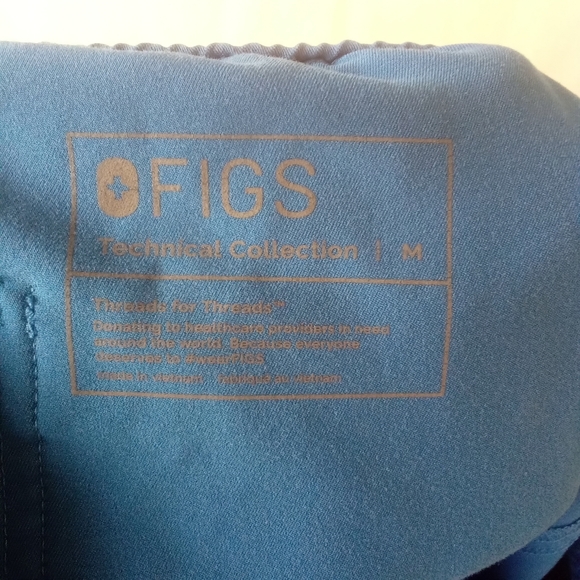 FIGS
Technical Collection | M
Threads for Threads™
Donating to healthcare providers in need
around the world. Because everyone
deserves to #wearFIGS
Made in Vietnam fabriqué au vietnam